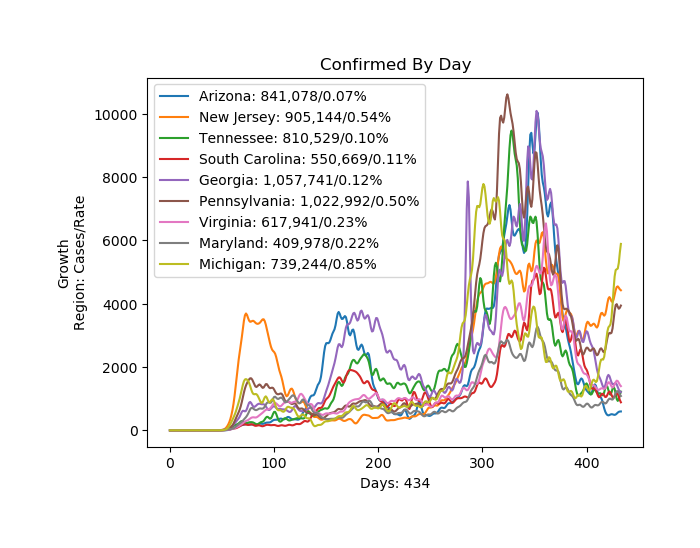 Confirmed By Day
Arizona: 841,078/0.07%
New Jersey: 905,144/0.54%
Tennessee: 810,529/0.10%
South Carolina: 550,669/0.11%
Georgia: 1,057,741/0.12%
Pennsylvania: 1,022,992/0.50%
Virginia: 617,941/0.23%
Maryland: 409,978/0.22%
Michigan: 739,244/0.85%
Growth
Region: Cases/Rate
10000
8000
6000
4000
2000
0
0 100 200 300 400
Days: 434